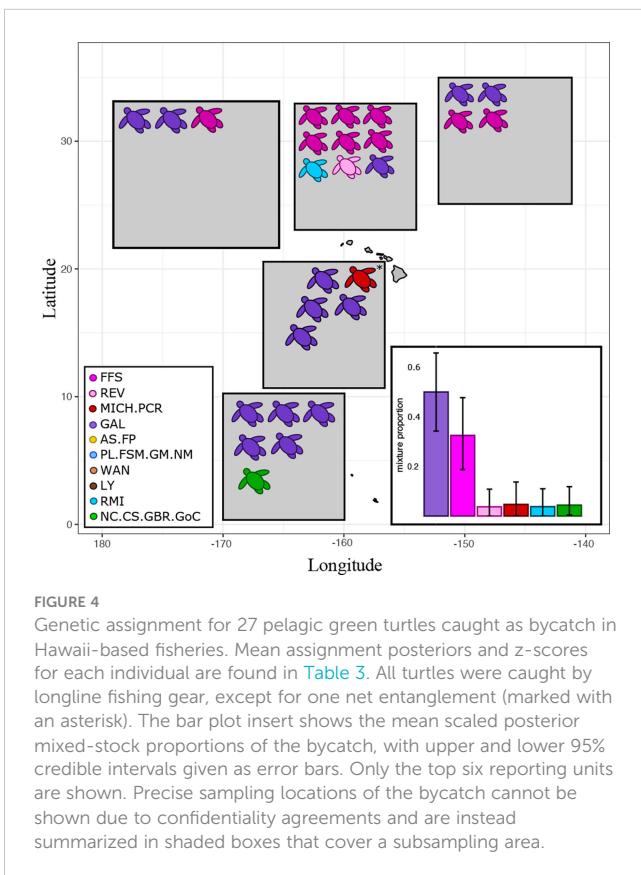 30
20
10
0
Latitude
180
-170
-160
-150
-140
Longitude
*
FFS
REV
MICH.PCR
GAL
AS.FP
PL.FSM.GM.NM
WAN
LY
RMI
NC.CS.GBR.GoC
0.6
0.4
0.2
mixture proportion
FIGURE 4
Genetic assignment for 27 pelagic green turtles caught as bycatch in
Hawaii-based fisheries. Mean assignment posteriors and z-scores
for each individual are found in Table 3. All turtles were caught by
longline fishing gear, except for one net entanglement (marked with
an asterisk). The bar plot insert shows the mean scaled posterior
mixed-stock proportions of the bycatch, with upper and lower 95%
credible intervals given as error bars. Only the top six reporting units
are shown. Precise sampling locations of the bycatch cannot be
shown due to confidentiality agreements and are instead
summarized in shaded boxes that cover a subsampling area.